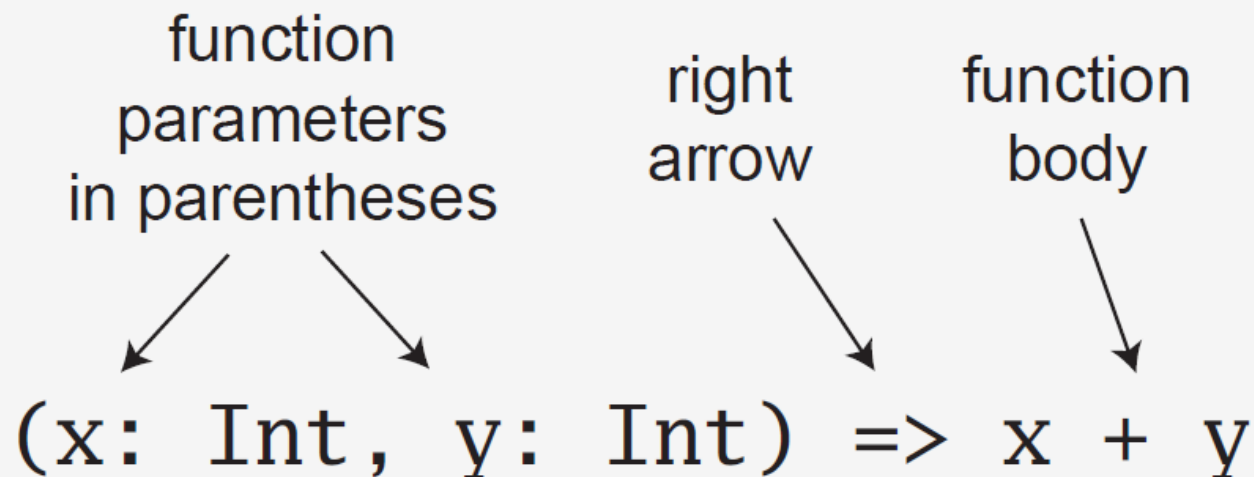 function
parameters
in parentheses
right
arrow
function
body
(x: Int, y: Int) => x + y